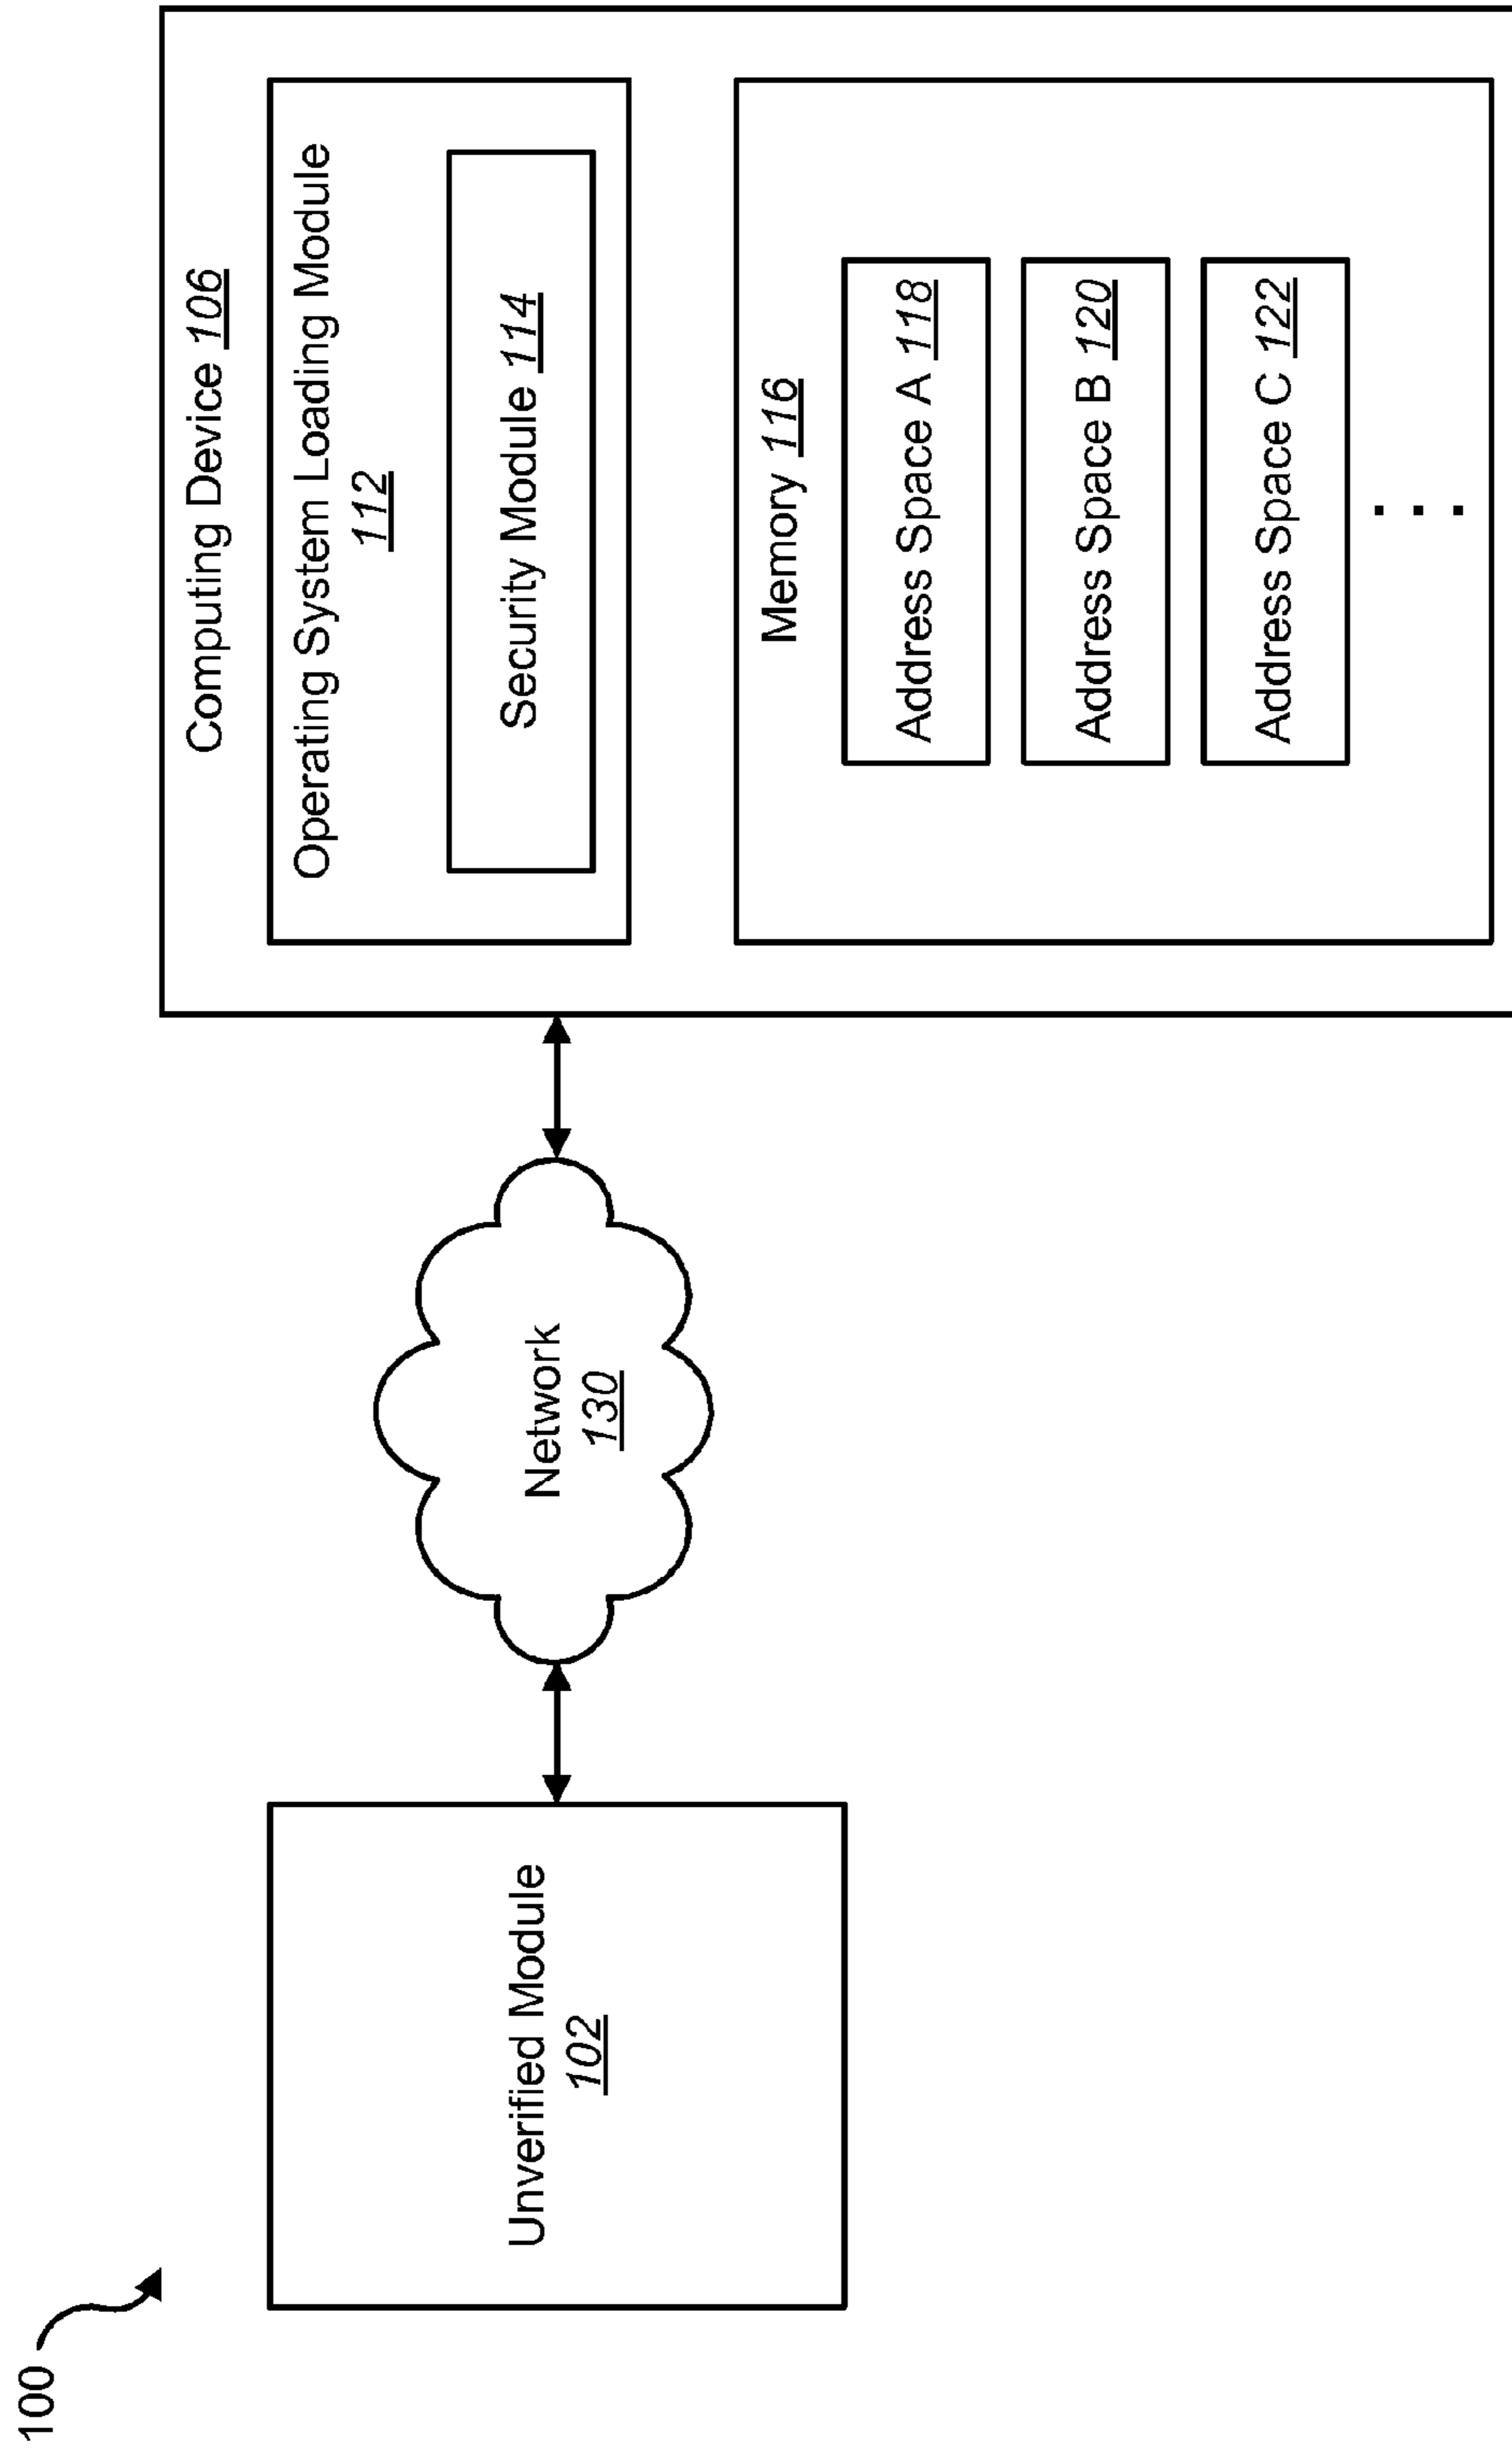 100
Unverified Module
102
Network
130
Computing Device 106
Operating System Loading Module
112
Security Module 114
Memory 116
Address Space A 118
Address Space B 120
Address Space C 122